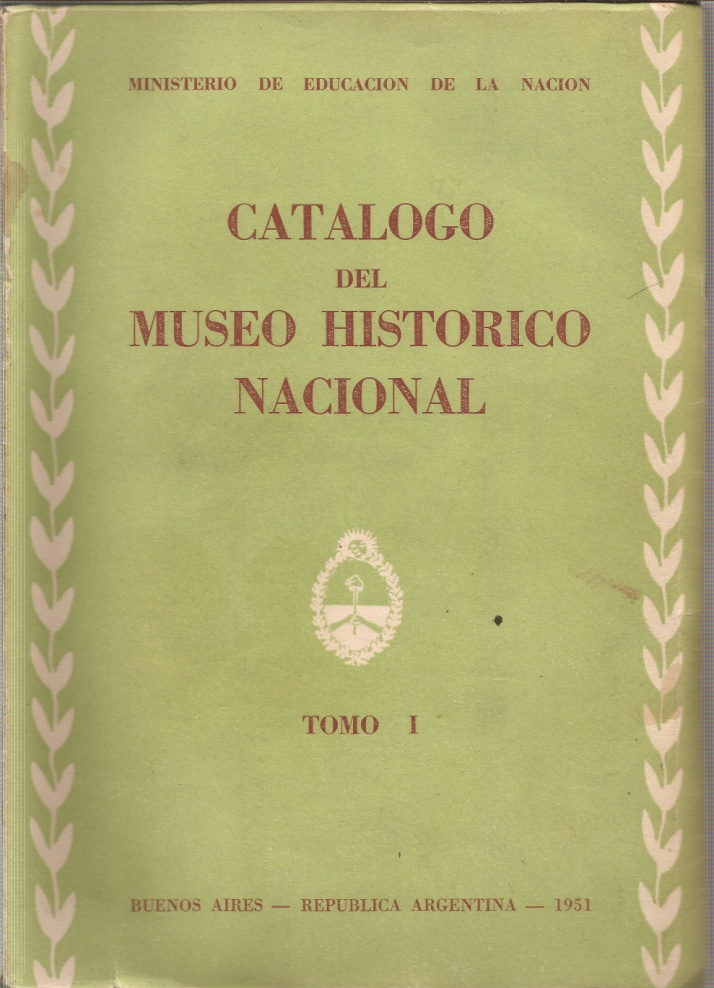 MINISTERIO DE EDUCACION DE LA NACION
CATALOGO
DEL
MUSEO HISTORICO
NACIONAL
TOMO I
BUENOS AIRES — REPUBLICA ARGENTINA — 1951